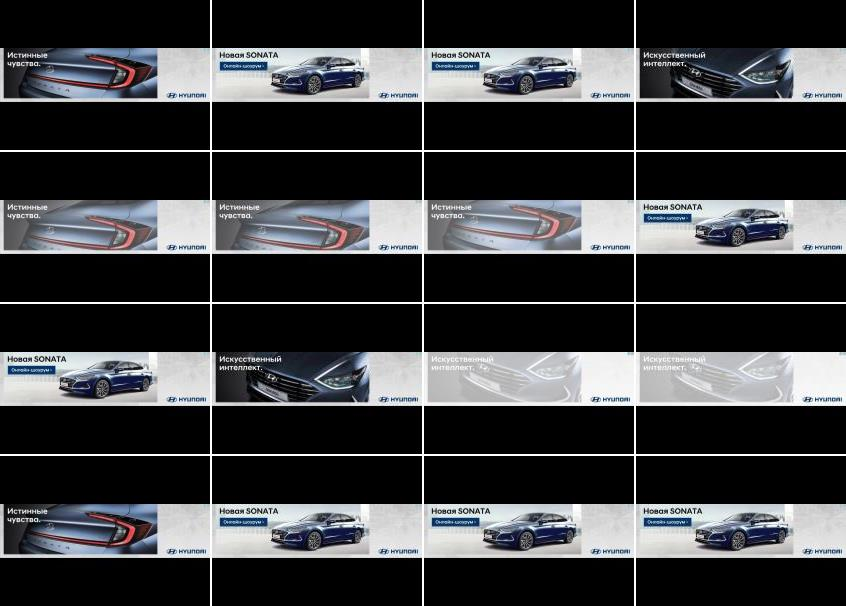 Истинные
чувства.
HYUNDAI
Новая SONATA
Онлайн-шоурум ›
HYUNDAI
Новая SONATA
Онлайн-шоурум ›
HYUNDAI
Искусственный
интеллект.
HYUNDAI
Истинные
чувства.
HYUNDAI
Истинные
чувства.
HYUNDAI
Истинные
чувства.
HYUNDAI
Новая SONATA
Онлайн-шоурум ›
HYUNDAI
Новая SONATA
Онлайн-шоурум ›
HYUNDAI
Искусственный
интеллект.
HYUNDAI
Искусственный
интеллект.
HYUNDAI
Искусственный
интеллект.
HYUNDAI
Истинные
чувства.
HYUNDAI
Новая SONATA
Онлайн-шоурум ›
HYUNDAI
Новая SONATA
Онлайн-шоурум ›
HYUNDAI
Новая SONATA
Онлайн-шоурум ›
HYUNDAI